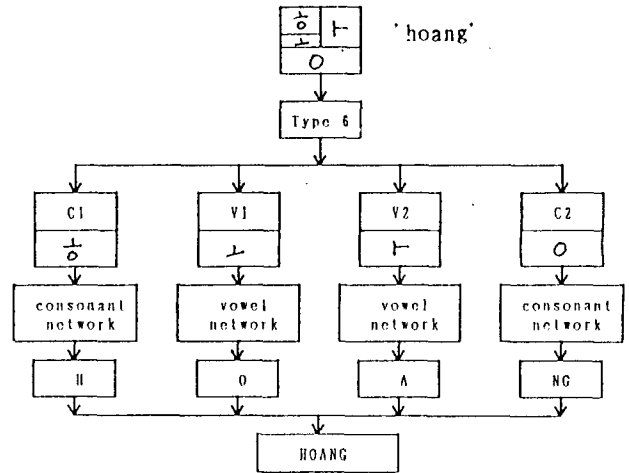 ㅎ ㅏ 'hoang'
ㅗ
ㅇ
Type 6
C1 V1 V2 C2
ㅎ ㅗ ㅏ ㅇ
consonant network vowel network vowel network consonant network
H O A NG
HOANG